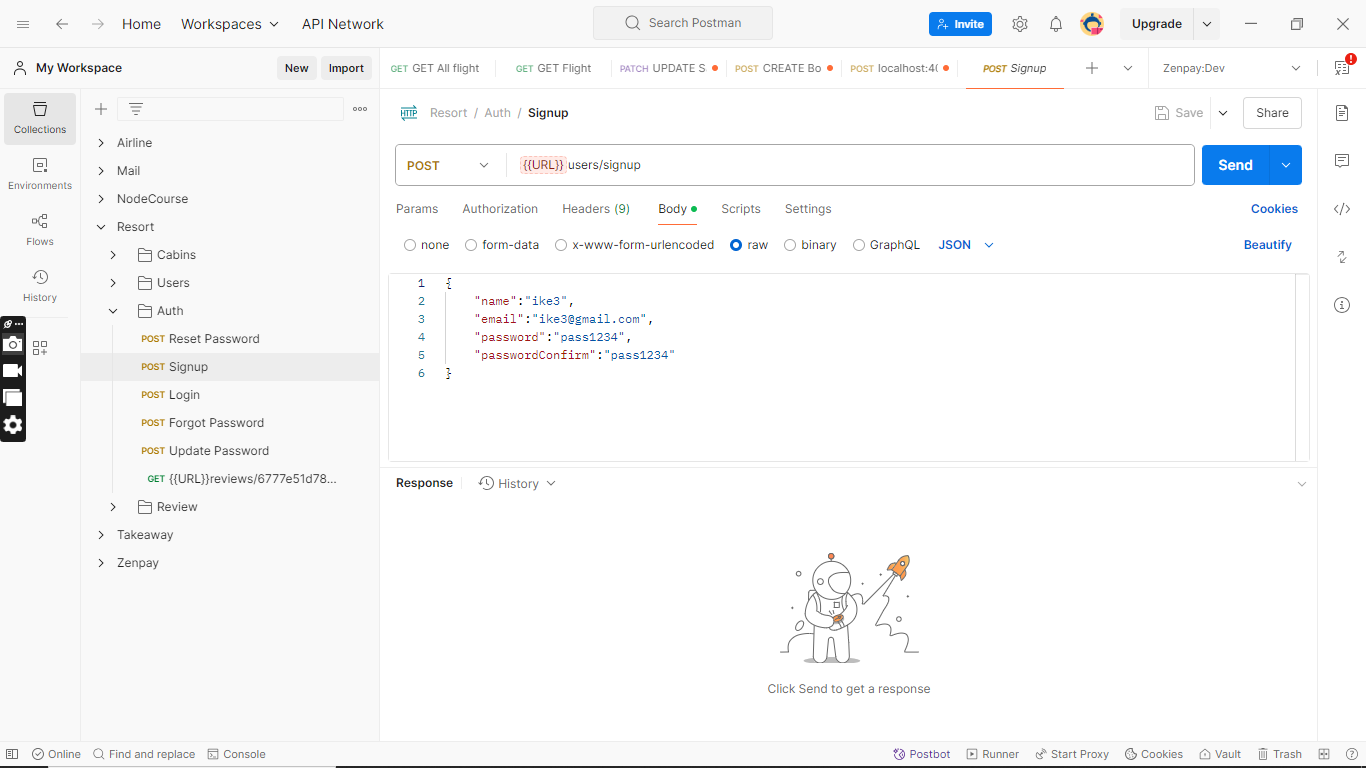 Home Workspaces API Network Search Postman Invite Upgrade
My Workspace New Import GET GET All flight GET GET Flight PATCH UPDATE S POST CREATE Bo POST localhost:40 POST Signup Zenpay:Dev !
Collections
Environments
Flows
History
Airline
Mail
NodeCourse
Resort
Cabins
Users
Auth
POST Reset Password
POST Signup
POST Login
POST Forgot Password
POST Update Password
GET {{URL}}reviews/6777e51d78...
Review
Takeaway
Zenpay
HTTP Resort / Auth / Signup Save Share
POST {{URL}}users/signup Send
Params Authorization Headers (9) Body Scripts Settings Cookies
none form-data x-www-form-urlencoded raw binary GraphQL JSON Beautify
1 {
2 "name":"ike3",
3 "email":"ike3@gmail.com",
4 "password":"pass1234",
5 "passwordConfirm":"pass1234"
6 }
Response History
Click Send to get a response
Online Find and replace Console Postbot Runner Start Proxy Cookies Vault Trash